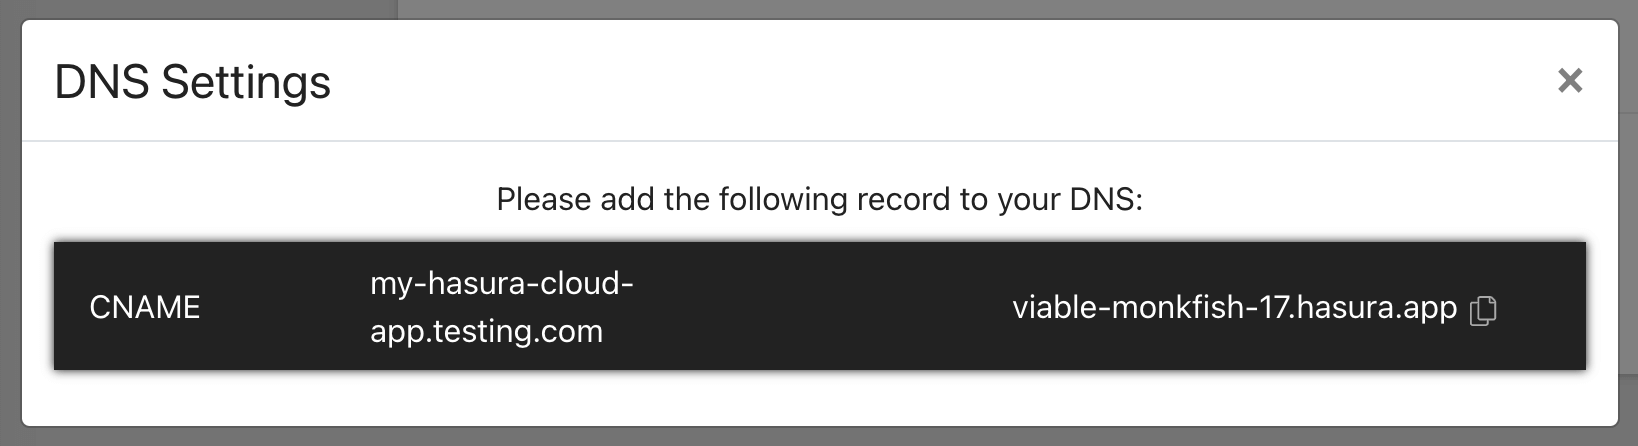 DNS Settings
Please add the following record to your DNS:
CNAME
my-hasura-cloud-
app.testing.com
viable-monkfish-17.hasura.app